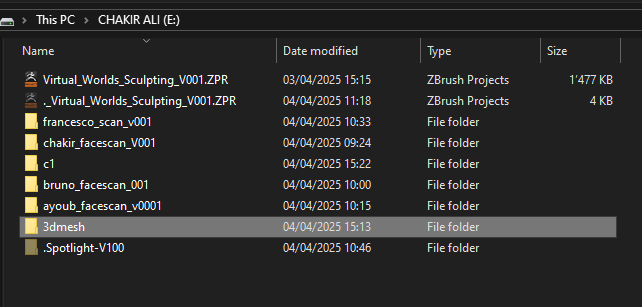 This PC > CHAKIR ALI (E:)
Name Date modified Type Size
Virtual_Worlds_Sculpting_V001.ZPR 03/04/2025 15:15 ZBrush Projects 1'477 KB
._Virtual_Worlds_Sculpting_V001.ZPR 04/04/2025 11:18 ZBrush Projects 4 KB
francesco_scan_v001 04/04/2025 10:33 File folder
chakir_facescan_V001 04/04/2025 09:24 File folder
c1 04/04/2025 15:22 File folder
bruno_facescan_001 04/04/2025 10:00 File folder
ayoub_facescan_v0001 04/04/2025 10:15 File folder
3dmesh 04/04/2025 15:13 File folder
.Spotlight-V100 04/04/2025 10:46 File folder